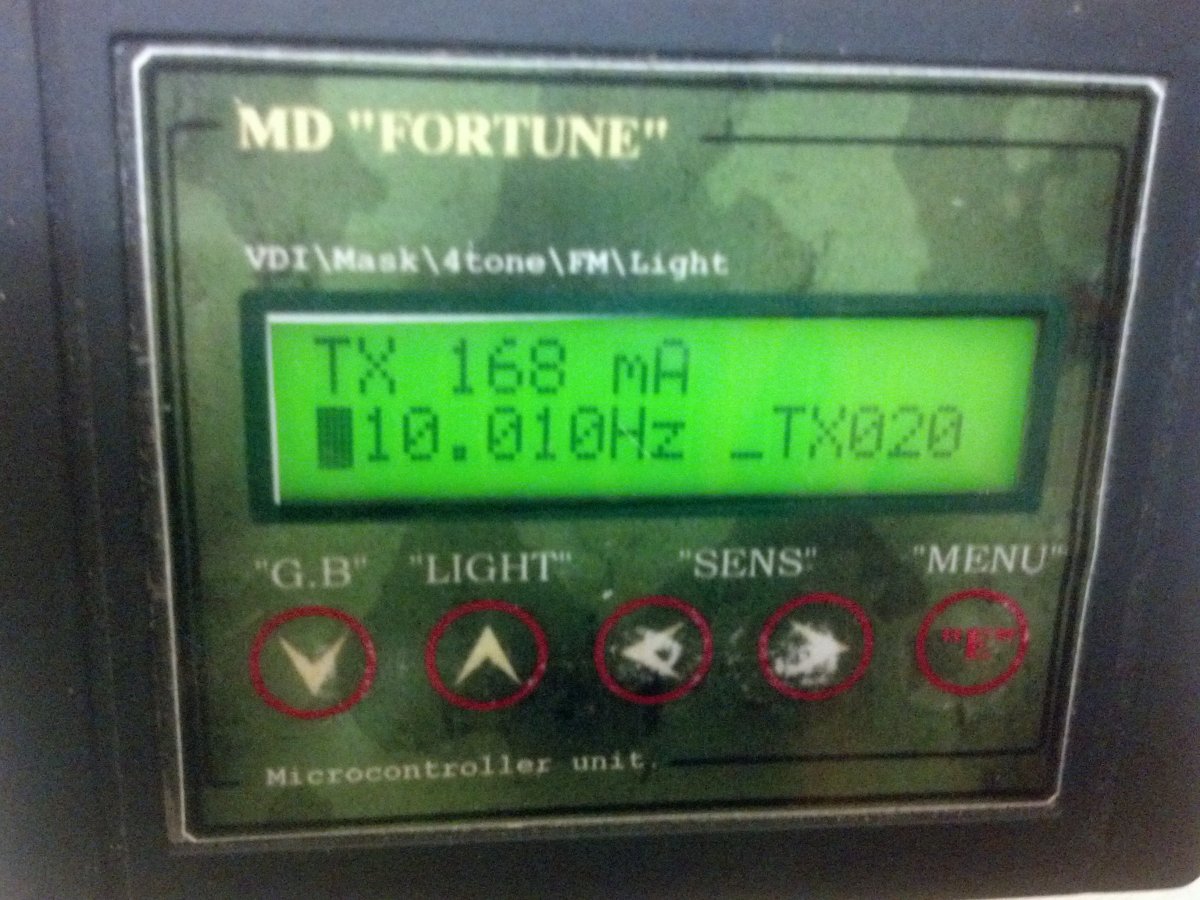 MD "FORTUNE"
VDI\Mask\4tone\FM\Light
TX 168 mA
10.010Hz _TX020
"G.B" "LIGHT" "SENS" "MENU"
"E"
Microcontroller unit.